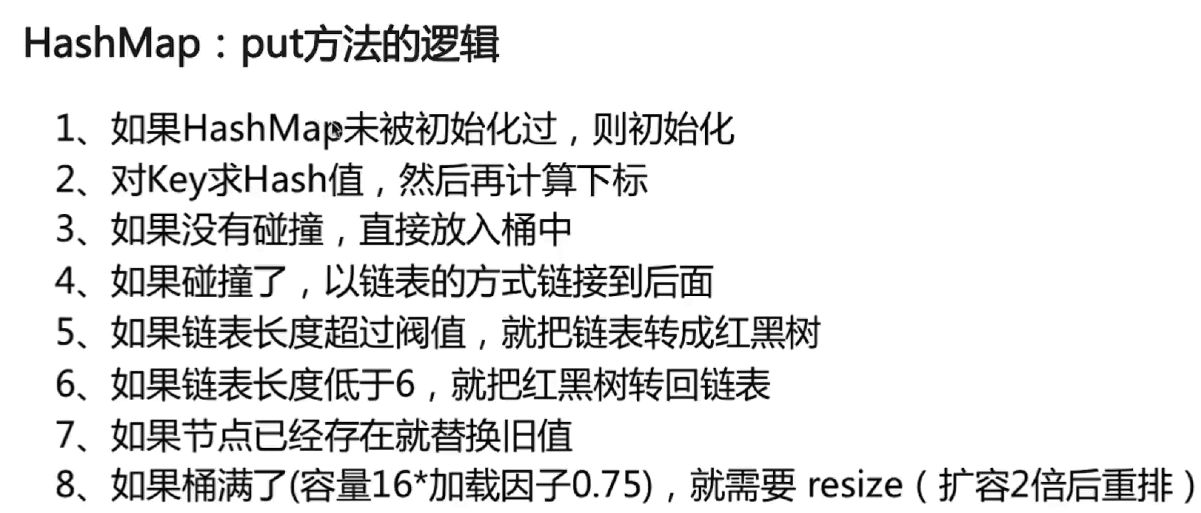 HashMap：put方法的逻辑
1、如果HashMap未被初始化过，则初始化
2、对Key求Hash值，然后再计算下标
3、如果没有碰撞，直接放入桶中
4、如果碰撞了，以链表的方式链接到后面
5、如果链表长度超过阀值，就把链表转成红黑树
6、如果链表长度低于6，就把红黑树转回链表
7、如果节点已经存在就替换旧值
8、如果桶满了(容量16*加载因子0.75)，就需要 resize（扩容2倍后重排）